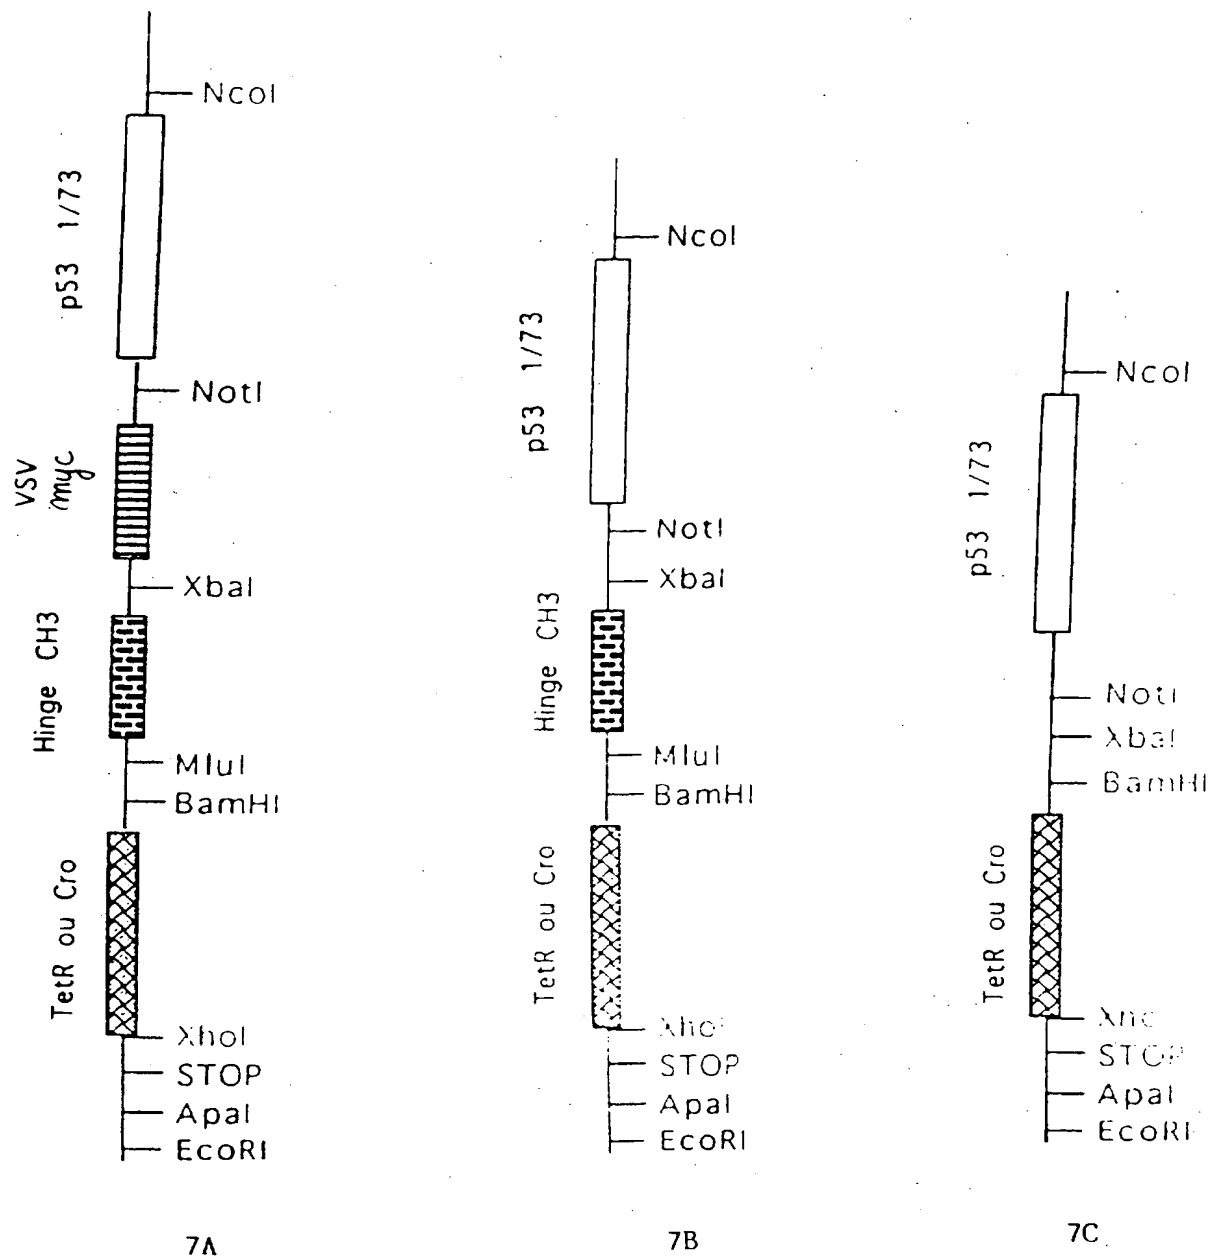 NcoI
p53 1/73
NotI
VSV
myc
XbaI
Hinge CH3
MluI
BamHI
TetR ou Cro
XhoI
STOP
ApaI
EcoRI
7A
NcoI
p53 1/73
NotI
XbaI
Hinge CH3
MluI
BamHI
TetR ou Cro
XhoI
STOP
ApaI
EcoRI
7B
NcoI
p53 1/73
NotI
XbaI
BamHI
TetR ou Cro
STOP
ApaI
EcoRI
7C